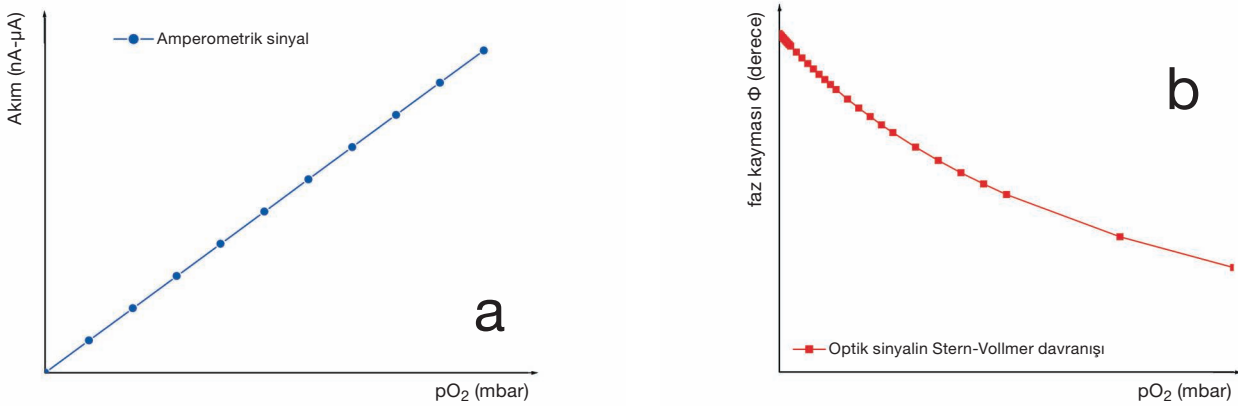 Akım (nA-µA)
Amperometrik sinyal
a
pO₂ (mbar)
faz kayması Φ (derece)
b
Optik sinyalin Stern-Vollmer davranışı
pO₂ (mbar)